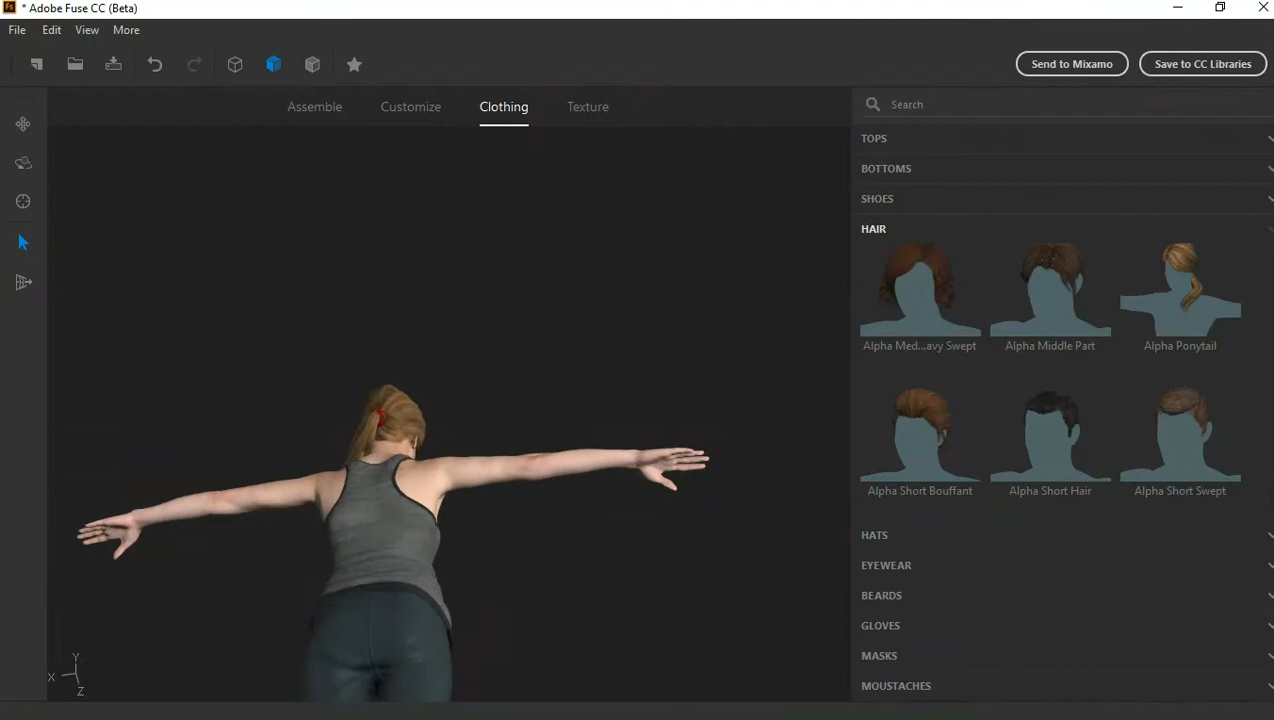 Fs * Adobe Fuse CC (Beta)
File Edit View More
Send to Mixamo Save to CC Libraries
Assemble Customize Clothing Texture
Search
TOPS
BOTTOMS
SHOES
HAIR
Alpha Med...avy Swept Alpha Middle Part Alpha Ponytail
Alpha Short Bouffant Alpha Short Hair Alpha Short Swept
HATS
EYEWEAR
BEARDS
GLOVES
MASKS
MOUSTACHES
Y
X
Z